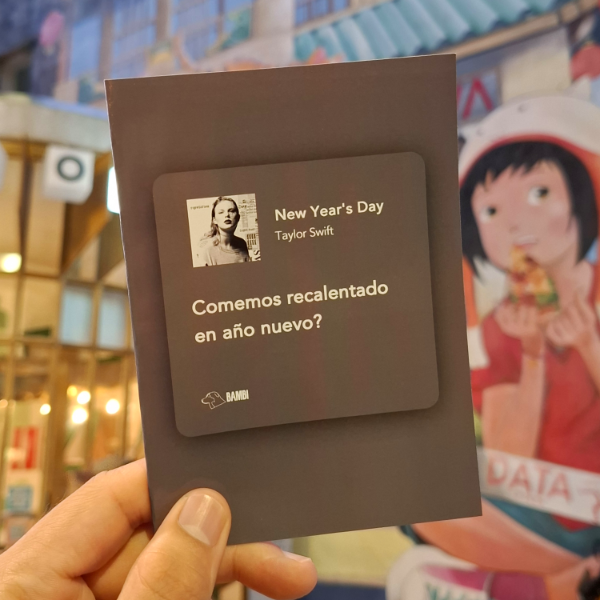 New Year's Day
Taylor Swift
Comemos recalentado
en año nuevo?
BAMBI
DATA